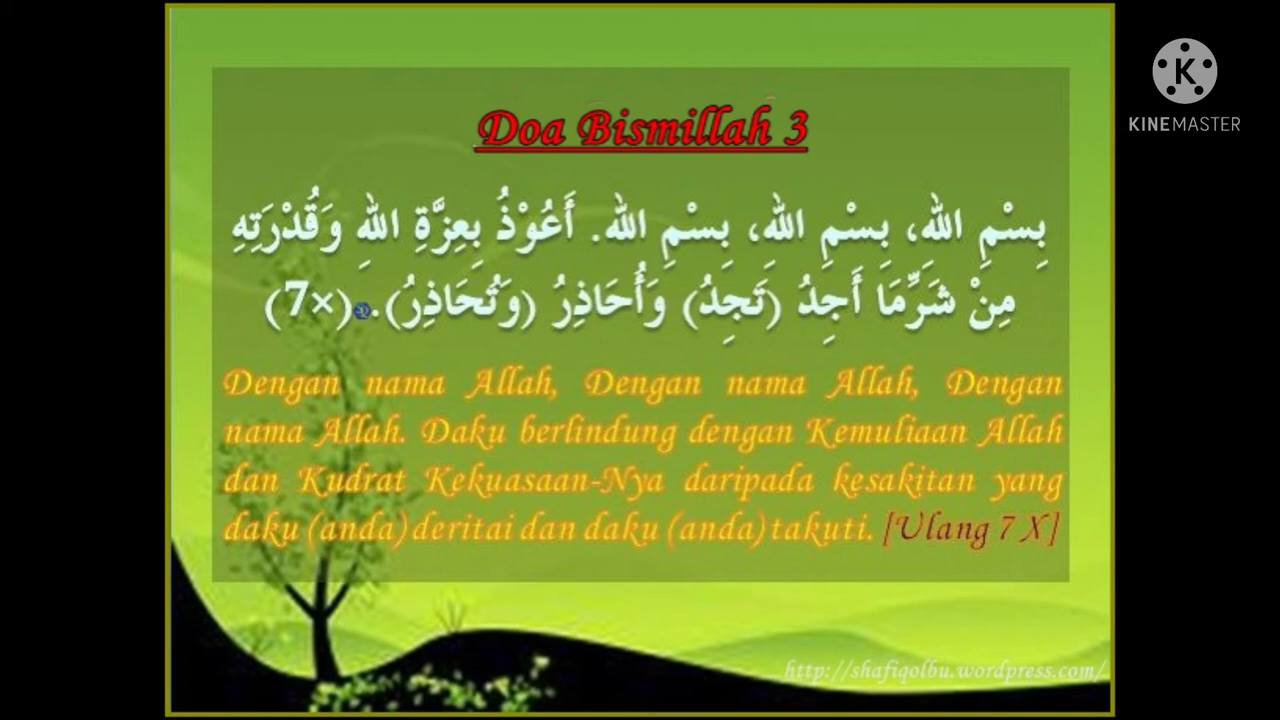 Doa Bismillah 3
بِسْمِ اللهِ، بِسْمِ اللهِ، بِسْمِ الله. أَعُوْذُ بِعِزَّةِ اللهِ وَقُدْرَتِهِ
مِنْ شَرِّمَا أَجِدُ (تَجِدُ) وَأُحَاذِرُ (وَتُحَاذِرُ). (×7)
Dengan nama Allah, Dengan nama Allah, Dengan
nama Allah. Daku berlindung dengan Kemuliaan Allah
dan Kudrat Kekuasaan-Nya daripada kesakitan yang
daku (anda) deritai dan daku (anda) takuti. [Ulang 7 X]
http://shafiqolbu.wordpress.com/
K
KINEMASTER